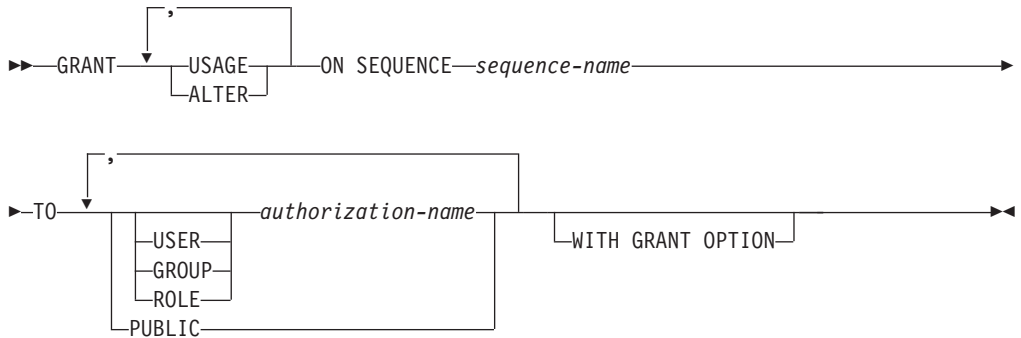 ,
GRANT USAGE ON SEQUENCE sequence-name
ALTER
,
TO authorization-name
USER WITH GRANT OPTION
GROUP
ROLE
PUBLIC